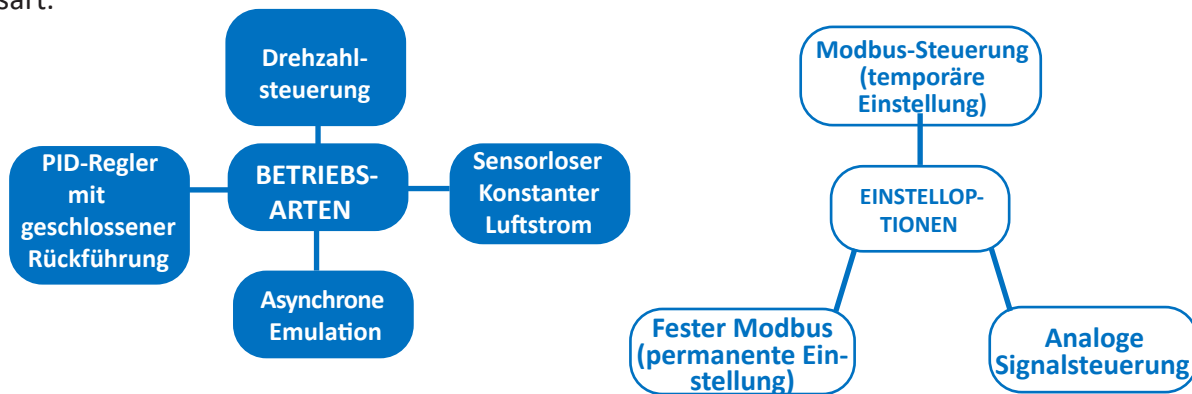 sart.
Drehzahl-
steuerung
PID-Regler
mit
geschlossener
Rückführung
BETRIEBS-
ARTEN
Sensorloser
Konstanter
Luftstrom
Asynchrone
Emulation
Modbus-Steuerung
(temporäre
Einstellung)
EINSTELLOP-
TIONEN
Fester Modbus
(permanente Ein-
stellung)
Analoge
Signalsteuerung